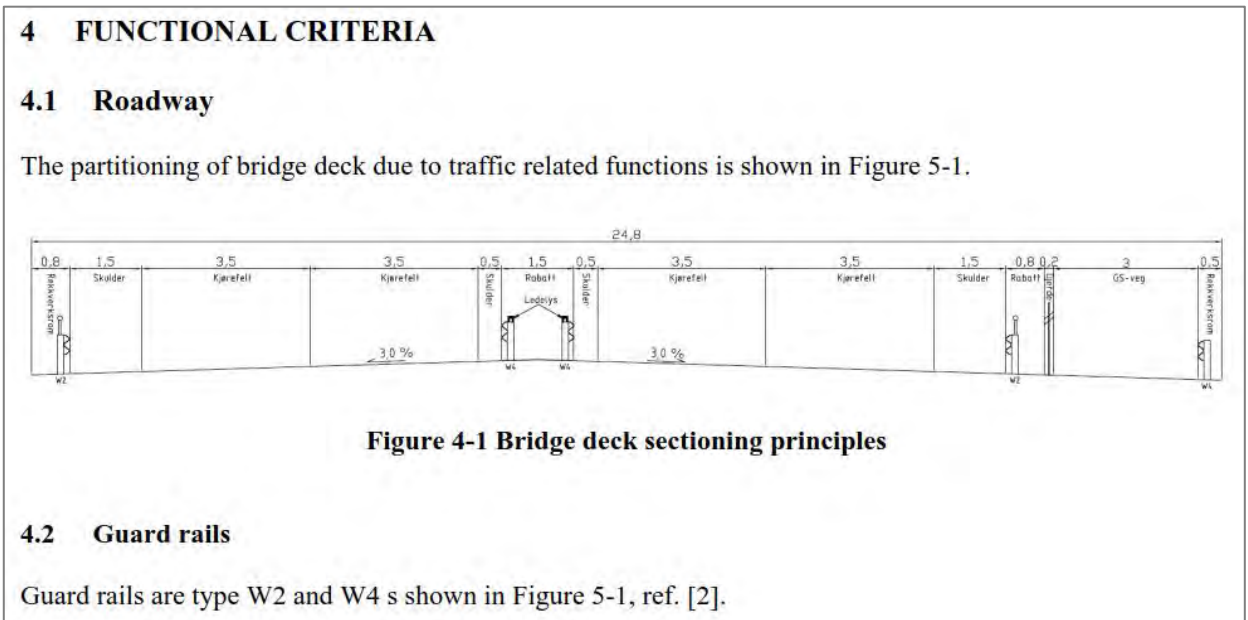 4 FUNCTIONAL CRITERIA
4.1 Roadway
The partitioning of bridge deck due to traffic related functions is shown in Figure 5-1.
24,8
0,8 1,5 3,5 3,5 0,5 1,5 0,5 3,5 3,5 1,5 0,8 0,2 3 0,5
Rekkverksrom Skulder Kjørefelt Kjørefelt Skulder Rabatt Skulder Kjørefelt Kjørefelt Skulder Rabatt Gjerde GS-veg Rekkverksrom
Ledelys
3.0 % 3.0 %
W2 W4 W4 W2 W4
Figure 4-1 Bridge deck sectioning principles
4.2 Guard rails
Guard rails are type W2 and W4 s shown in Figure 5-1, ref. [2].